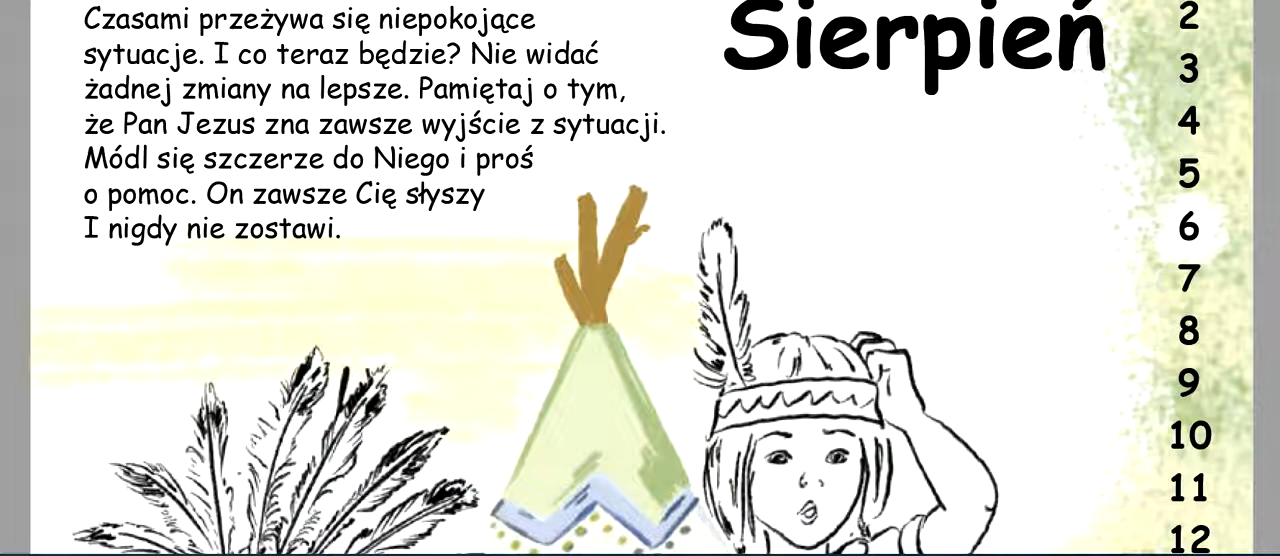 Czasami przeżywa się niepokojące
sytuacje. I co teraz będzie? Nie widać
żadnej zmiany na lepsze. Pamiętaj o tym,
że Pan Jezus zna zawsze wyjście z sytuacji.
Módl się szczerze do Niego i proś
o pomoc. On zawsze Cię słyszy
I nigdy nie zostawi.
Sierpień
2
3
4
5
6
7
8
9
10
11
12